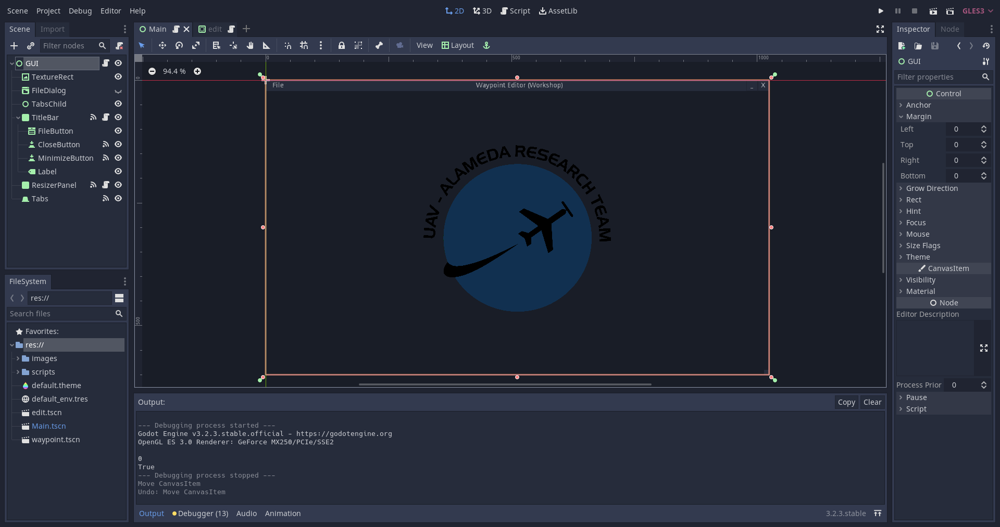 Scene Project Debug Editor Help
2D 3D Script AssetLib
GLES3
Scene Import
Filter nodes
GUI
TextureRect
FileDialog
TabsChild
TitleBar
FileButton
CloseButton
MinimizeButton
Label
ResizerPanel
Tabs
FileSystem
res://
Search files
Favorites:
res://
images
scripts
default.theme
default_env.tres
edit.tscn
Main.tscn
waypoint.tscn
Main edit
View Layout
0 500 1000
94.4 %
0
500
File Waypoint Editor (Workshop) _ X
UAV - ALAMEDA RESEARCH TEAM
Output:
Copy Clear
--- Debugging process started ---
Godot Engine v3.2.3.stable.official - https://godotengine.org
OpenGL ES 3.0 Renderer: GeForce MX250/PCIe/SSE2
0
True
--- Debugging process stopped ---
Move CanvasItem
Undo: Move CanvasItem
Output Debugger (13) Audio Animation
3.2.3.stable
Inspector Node
GUI
Filter properties
Control
Anchor
Margin
Left 0
Top 0
Right 0
Bottom 0
Grow Direction
Rect
Hint
Focus
Mouse
Size Flags
Theme
CanvasItem
Visibility
Material
Node
Editor Description
Process Prior 0
Pause
Script